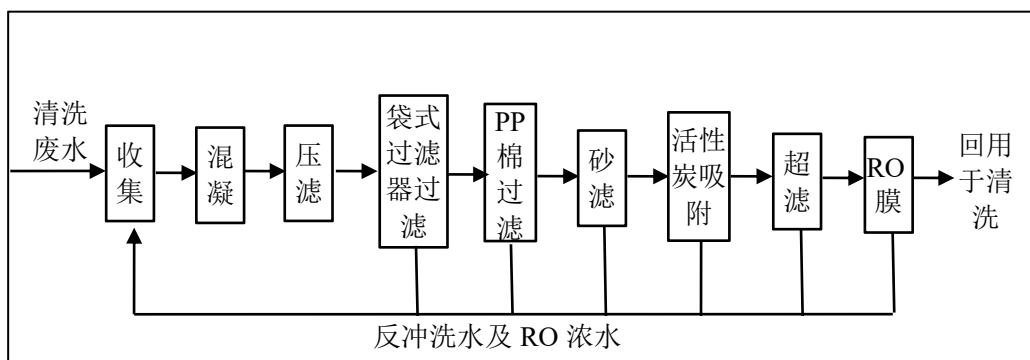 清洗
废水
收
集
混
凝
压
滤
袋式
过滤
器过
滤
PP
棉
过
滤
砂
滤
活性
炭吸
附
超
滤
RO
膜
回用
于清
洗
反冲洗水及 RO 浓水